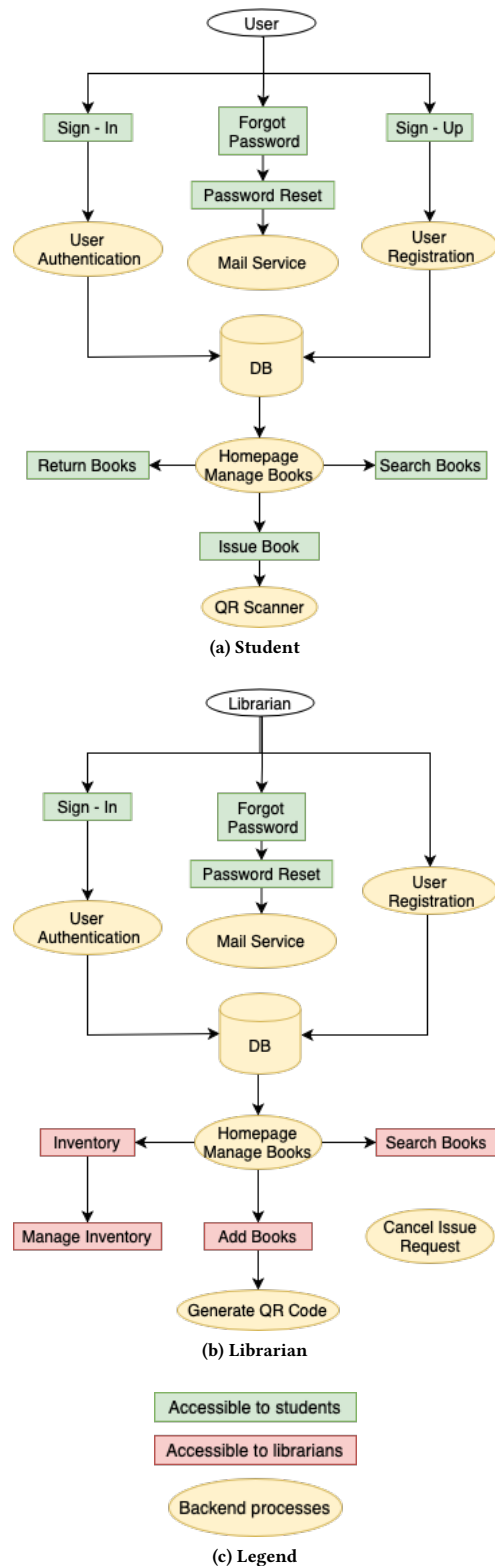 User
Sign - In
Forgot
Password
Sign - Up
Password Reset
User
Authentication
Mail Service
User
Registration
DB
Return Books
Homepage
Manage Books
Search Books
Issue Book
QR Scanner
(a) Student
Librarian
Sign - In
Forgot
Password
Password Reset
User
Registration
User
Authentication
Mail Service
DB
Inventory
Homepage
Manage Books
Search Books
Manage Inventory
Add Books
Cancel Issue
Request
Generate QR Code
(b) Librarian
Accessible to students
Accessible to librarians
Backend processes
(c) Legend